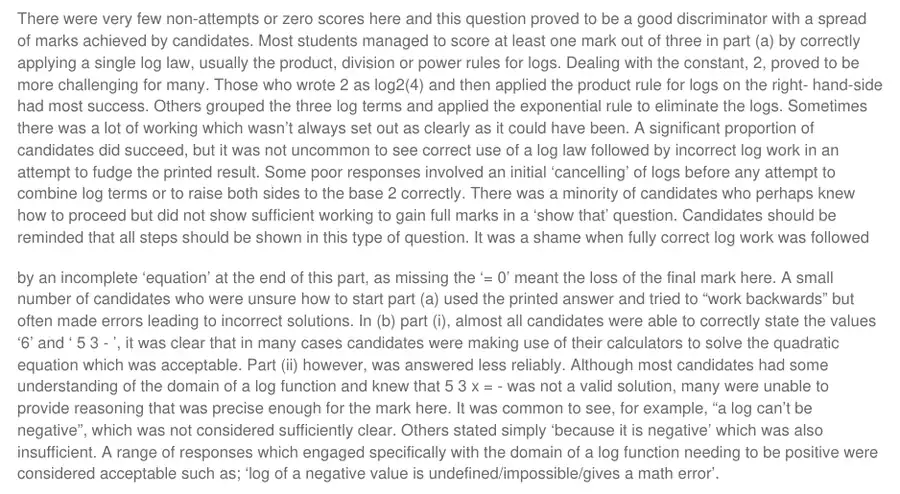 There were very few non-attempts or zero scores here and this question proved to be a good discriminator with a spread
of marks achieved by candidates. Most students managed to score at least one mark out of three in part (a) by correctly
applying a single log law, usually the product, division or power rules for logs. Dealing with the constant, 2, proved to be
more challenging for many. Those who wrote 2 as log2(4) and then applied the product rule for logs on the right- hand-side
had most success. Others grouped the three log terms and applied the exponential rule to eliminate the logs. Sometimes
there was a lot of working which wasn’t always set out as clearly as it could have been. A significant proportion of
candidates did succeed, but it was not uncommon to see correct use of a log law followed by incorrect log work in an
attempt to fudge the printed result. Some poor responses involved an initial ‘cancelling’ of logs before any attempt to
combine log terms or to raise both sides to the base 2 correctly. There was a minority of candidates who perhaps knew
how to proceed but did not show sufficient working to gain full marks in a ‘show that’ question. Candidates should be
reminded that all steps should be shown in this type of question. It was a shame when fully correct log work was followed
by an incomplete ‘equation’ at the end of this part, as missing the ‘= 0’ meant the loss of the final mark here. A small
number of candidates who were unsure how to start part (a) used the printed answer and tried to “work backwards” but
often made errors leading to incorrect solutions. In (b) part (i), almost all candidates were able to correctly state the values
‘6’ and ‘ 5 3 - ’, it was clear that in many cases candidates were making use of their calculators to solve the quadratic
equation which was acceptable. Part (ii) however, was answered less reliably. Although most candidates had some
understanding of the domain of a log function and knew that 5 3 x = - was not a valid solution, many were unable to
provide reasoning that was precise enough for the mark here. It was common to see, for example, “a log can’t be
negative”, which was not considered sufficiently clear. Others stated simply ‘because it is negative’ which was also
insufficient. A range of responses which engaged specifically with the domain of a log function needing to be positive were
considered acceptable such as; ‘log of a negative value is undefined/impossible/gives a math error’.